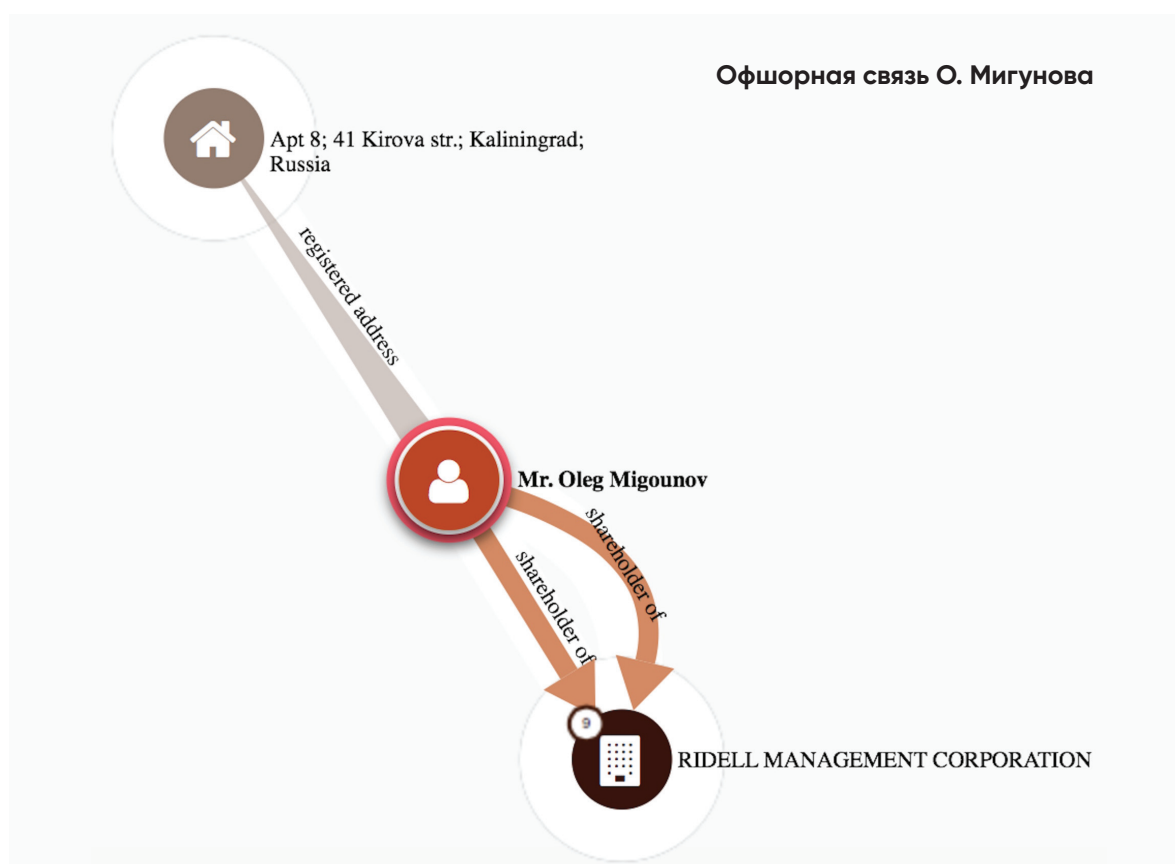 Офшорная связь О. Мигунова
Apt 8; 41 Kirova str.; Kaliningrad;
Russia
registered address
Mr. Oleg Migounov
shareholder of
shareholder of
9
RIDELL MANAGEMENT CORPORATION